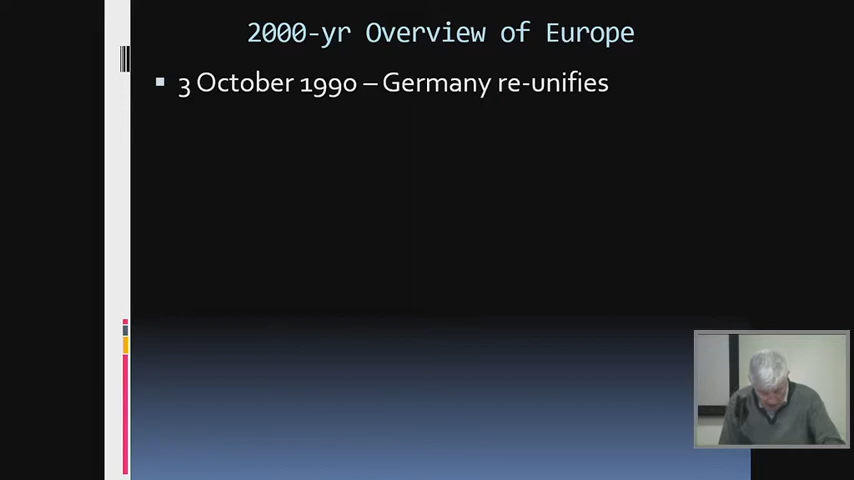 2000-yr Overview of Europe
3 October 1990 – Germany re-unifies